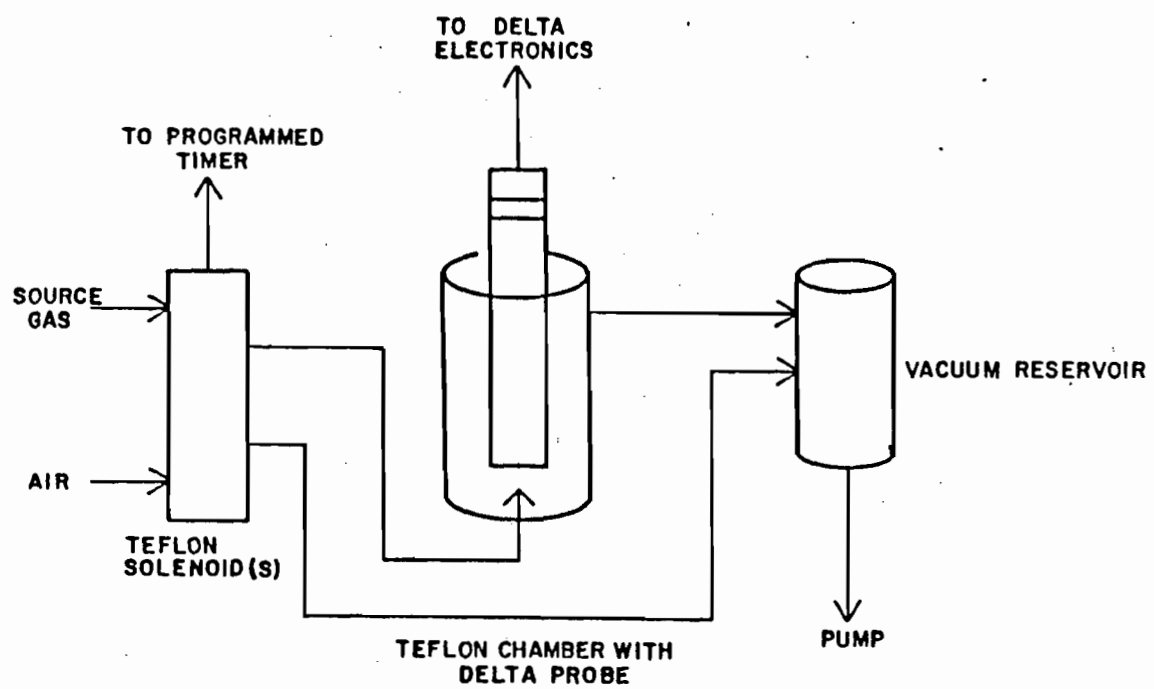 TO DELTA
ELECTRONICS
TO PROGRAMMED
TIMER
SOURCE
GAS
VACUUM RESERVOIR
AIR
TEFLON
SOLENOID(S)
PUMP
TEFLON CHAMBER WITH
DELTA PROBE